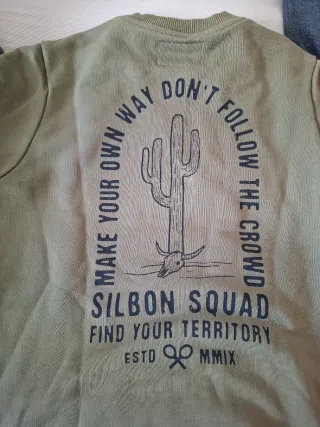 MAKE YOUR OWN WAY DON'T FOLLOW THE CROWD
SILBON SQUAD
FIND YOUR TERRITORY
ESTD MMIX